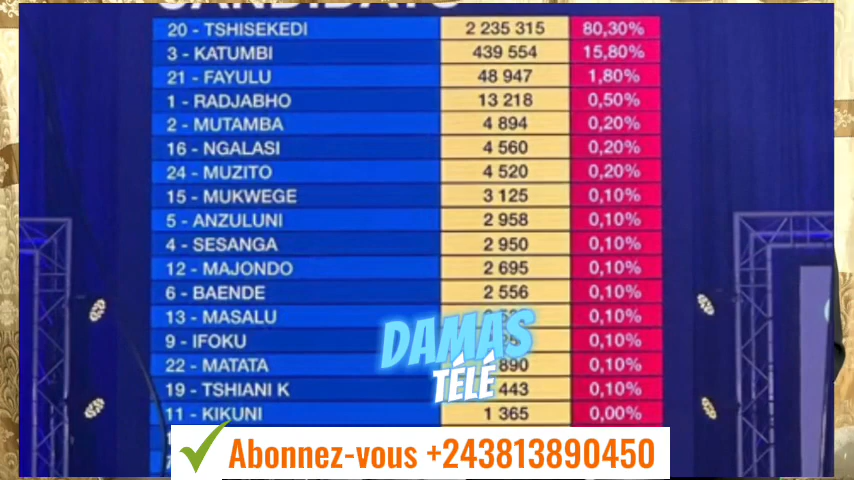 20 - TSHISEKEDI 2 235 315 80,30%
3 - KATUMBI 439 554 15,80%
21 - FAYULU 48 947 1,80%
1 - RADJABHO 13 218 0,50%
2 - MUTAMBA 4 894 0,20%
16 - NGALASI 4 560 0,20%
24 - MUZITO 4 520 0,20%
15 - MUKWEGE 3 125 0,10%
5 - ANZULUNI 2 958 0,10%
4 - SESANGA 2 950 0,10%
12 - MAJONDO 2 695 0,10%
6 - BAENDE 2 556 0,10%
13 - MASALU 0,10%
9 - IFOKU 0,10%
22 - MATATA 890 0,10%
19 - TSHIANI K 443 0,10%
11 - KIKUNI 1 365 0,00%
DAMAS
TÉLÉ
Abonnez-vous +243813890450